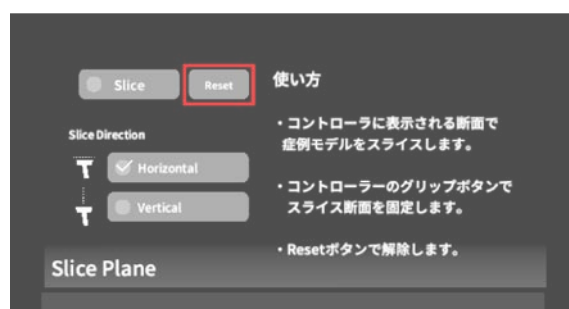 Slice
Reset
Slice Direction
Horizontal
Vertical
使い方
・コントローラに表示される断面で
症例モデルをスライスします。
・コントローラーのグリップボタンで
スライス断面を固定します。
・Resetボタンで解除します。
Slice Plane